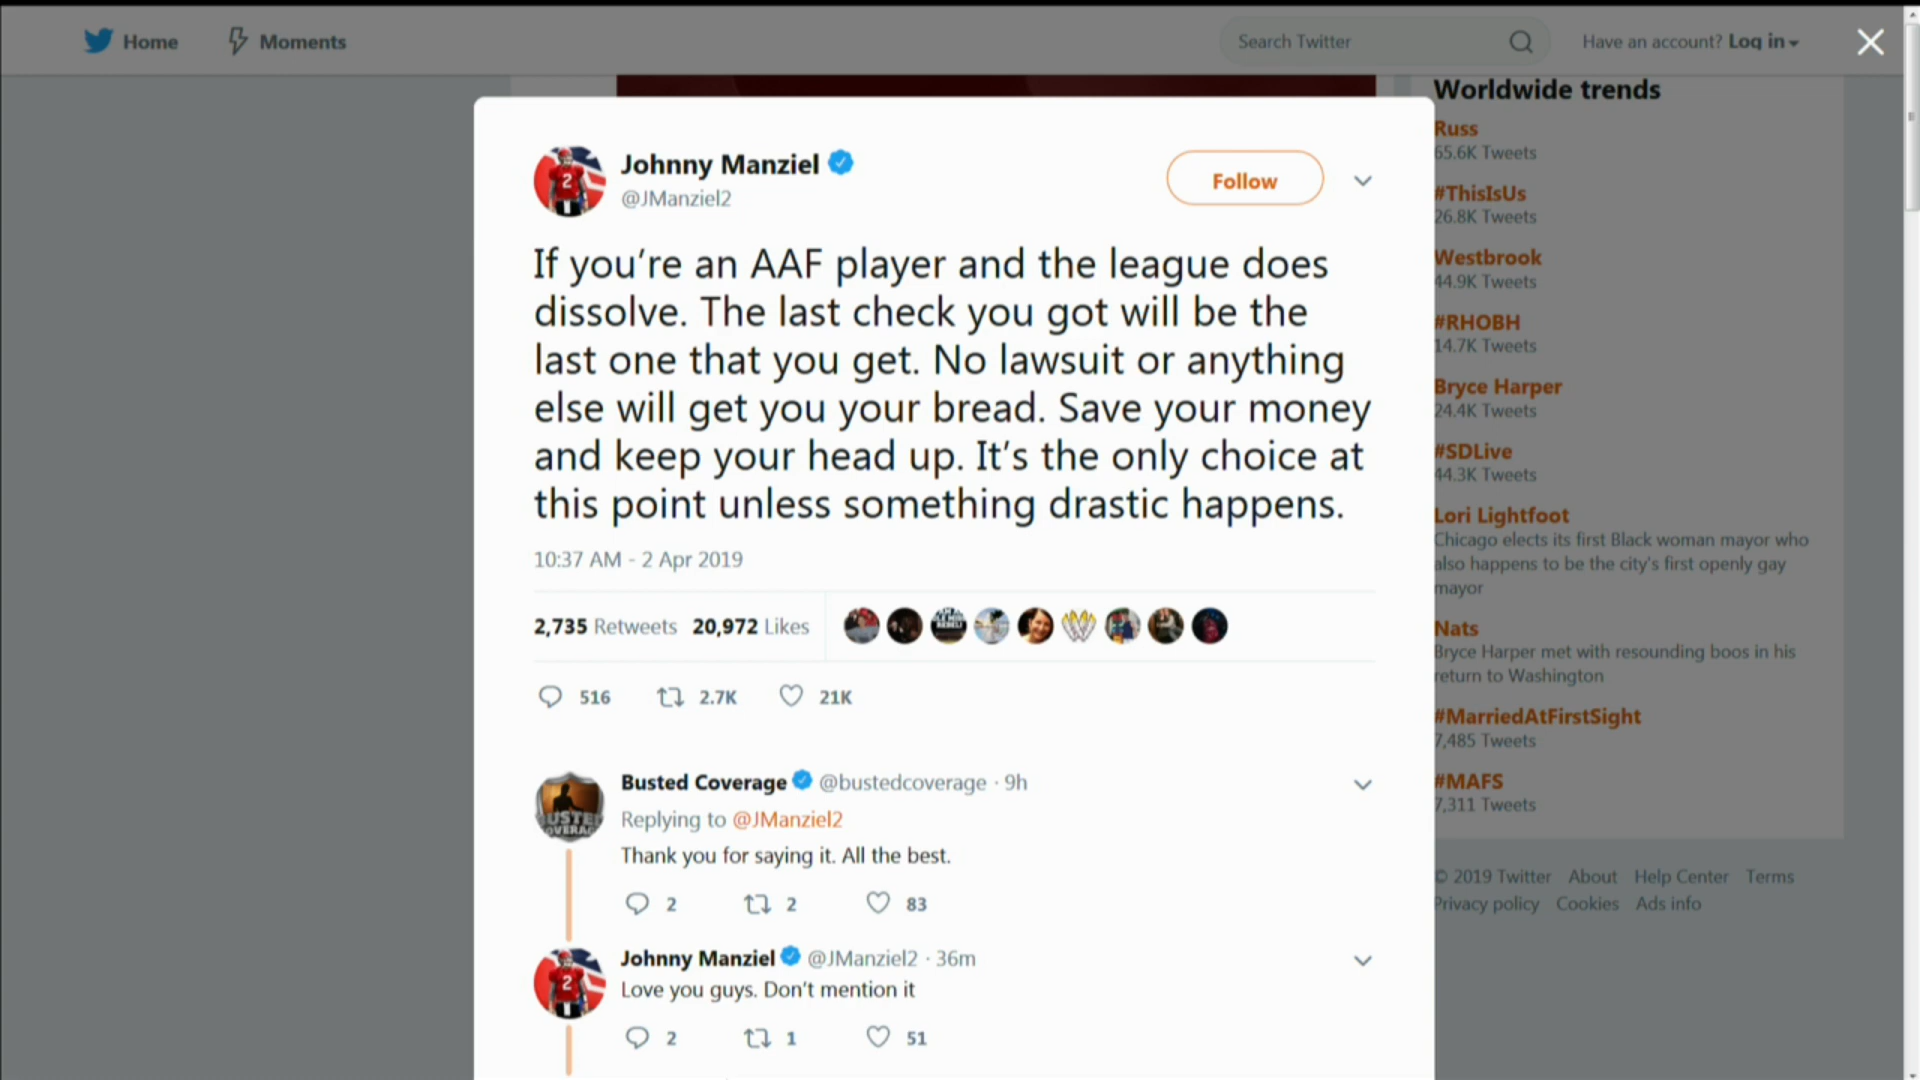 Home
Moments
Search Twitter
Have an account? Log in
Worldwide trends
Russ
65.6K Tweets
#ThisIsUs
26.8K Tweets
Westbrook
44.9K Tweets
#RHOBH
14.7K Tweets
Bryce Harper
24.4K Tweets
#SDLive
44.3K Tweets
Lori Lightfoot
Chicago elects its first Black woman mayor who
also happens to be the city's first openly gay
mayor
Nats
Bryce Harper met with resounding boos in his
return to Washington
#MarriedAtFirstSight
7,485 Tweets
#MAFS
7,311 Tweets
© 2019 Twitter About Help Center Terms
Privacy policy Cookies Ads info
Johnny Manziel
@JManziel2
Follow
If you're an AAF player and the league does
dissolve. The last check you got will be the
last one that you get. No lawsuit or anything
else will get you your bread. Save your money
and keep your head up. It's the only choice at
this point unless something drastic happens.
10:37 AM - 2 Apr 2019
2,735 Retweets 20,972 Likes
516 2.7K 21K
Busted Coverage @bustedcoverage · 9h
Replying to @JManziel2
Thank you for saying it. All the best.
2 2 83
Johnny Manziel @JManziel2 · 36m
Love you guys. Don't mention it
2 1 51